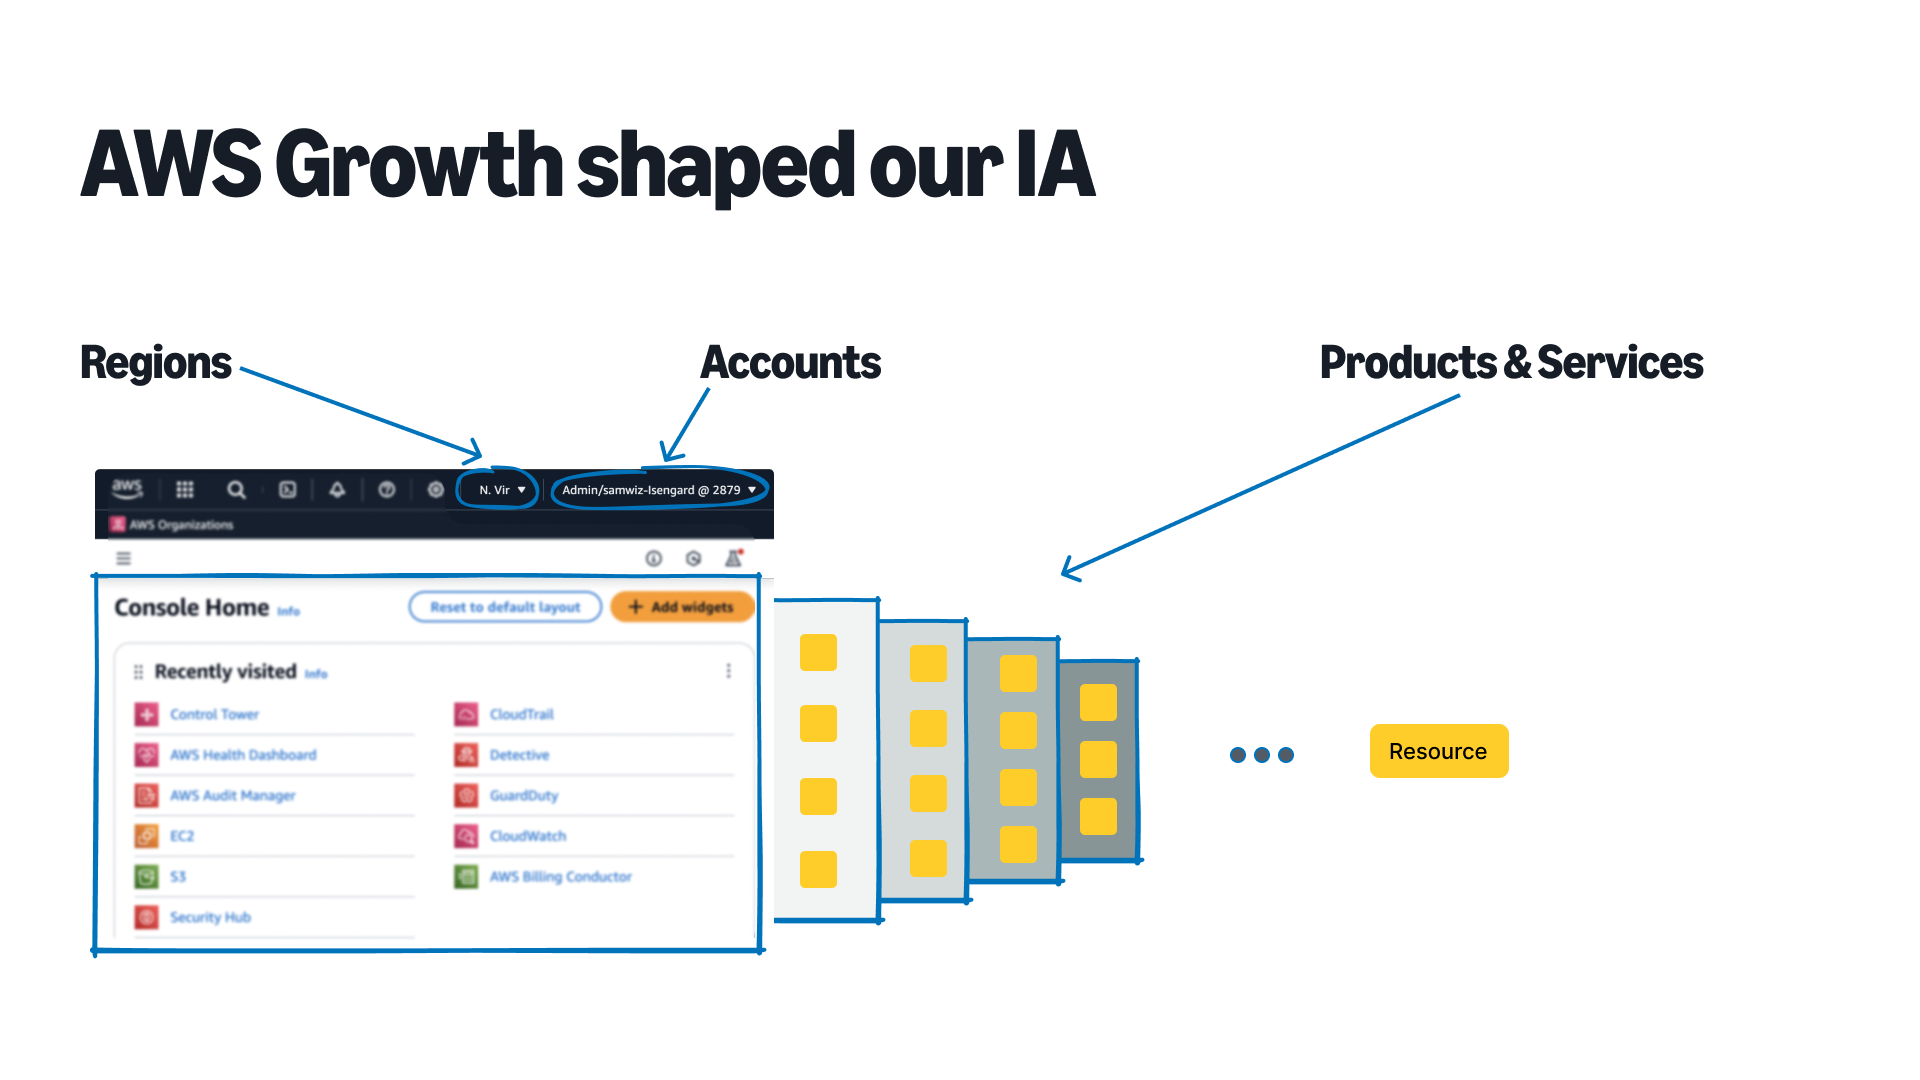 AWS Growth shaped our IA
Regions
Accounts
Products & Services
aws
N. Vir
Admin/samwiz-Isengard @ 2879
AWS Organizations
Console Home Info
Reset to default layout
+ Add widgets
Recently visited Info
Control Tower
CloudTrail
AWS Health Dashboard
Detective
AWS Audit Manager
GuardDuty
EC2
CloudWatch
S3
AWS Billing Conductor
Security Hub
Resource